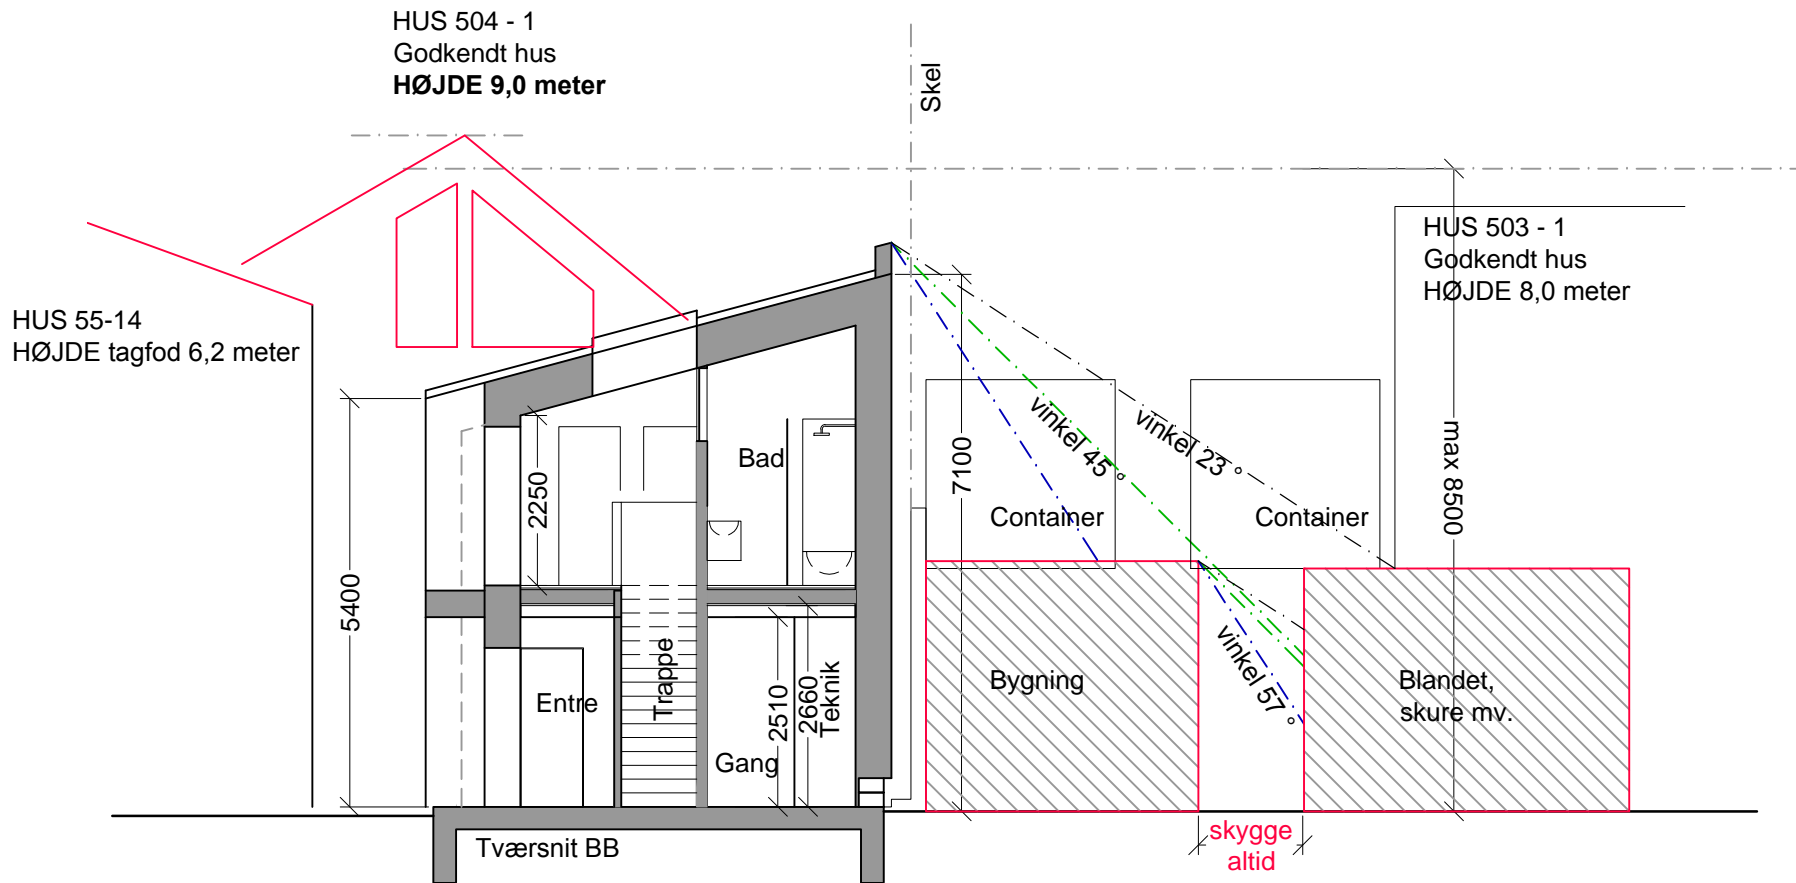 HUS 504 - 1
Godkendt hus
HØJDE 9,0 meter
Skel
HUS 503 - 1
Godkendt hus
HØJDE 8,0 meter
HUS 55-14
HØJDE tagfod 6,2 meter
vinkel 45 °
vinkel 23 °
max 8500
7100
Bad
2250
Container
Container
5400
Trappe
Entre
Gang
2510
2660
Teknik
Bygning
vinkel 57 °
Blandet,
skure mv.
skygge
altid
Tværsnit BB